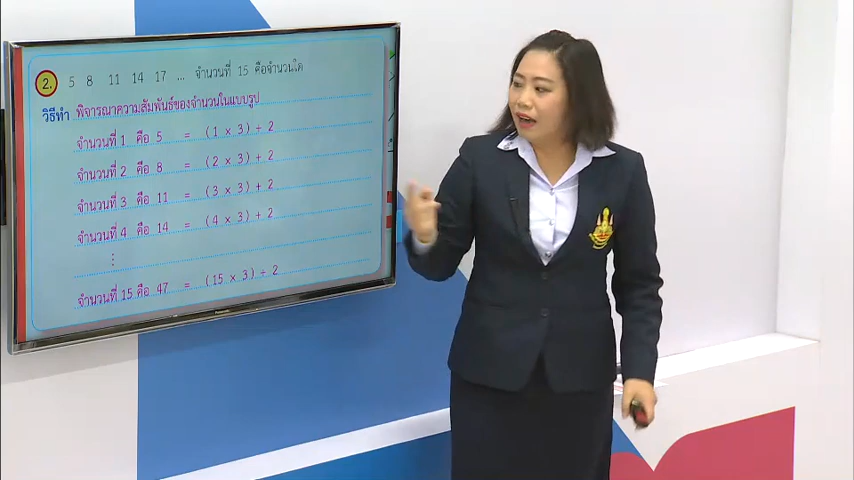 2. 5 8 11 14 17 ... จำนวนที่ 15 คือจำนวนใด
วิธีทำ พิจารณาความสัมพันธ์ของจำนวนในแบบรูป
จำนวนที่ 1 คือ 5 = (1 x 3) + 2
จำนวนที่ 2 คือ 8 = (2 x 3) + 2
จำนวนที่ 3 คือ 11 = (3 x 3) + 2
จำนวนที่ 4 คือ 14 = (4 x 3) + 2
⋮
จำนวนที่ 15 คือ 47 = (15 x 3) + 2
Panasonic